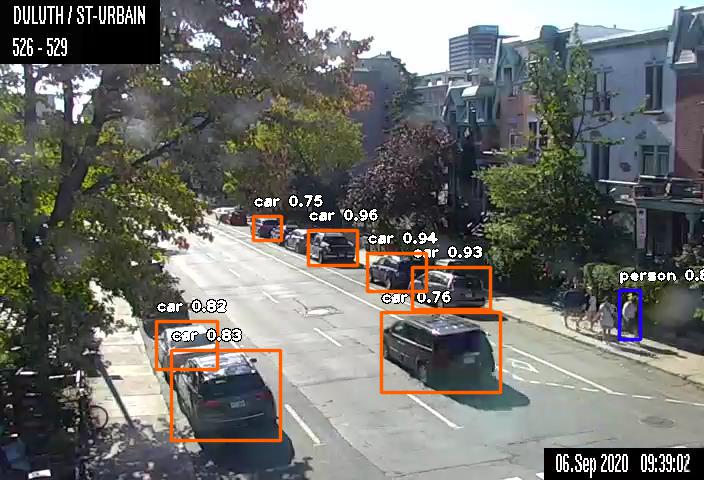 DULUTH / ST-URBAIN
526 - 529
car 0.75
car 0.96
car 0.94
car 0.93
car 0.76
person 0.8
car 0.82
car 0.83
06.Sep 2020 09:39:02